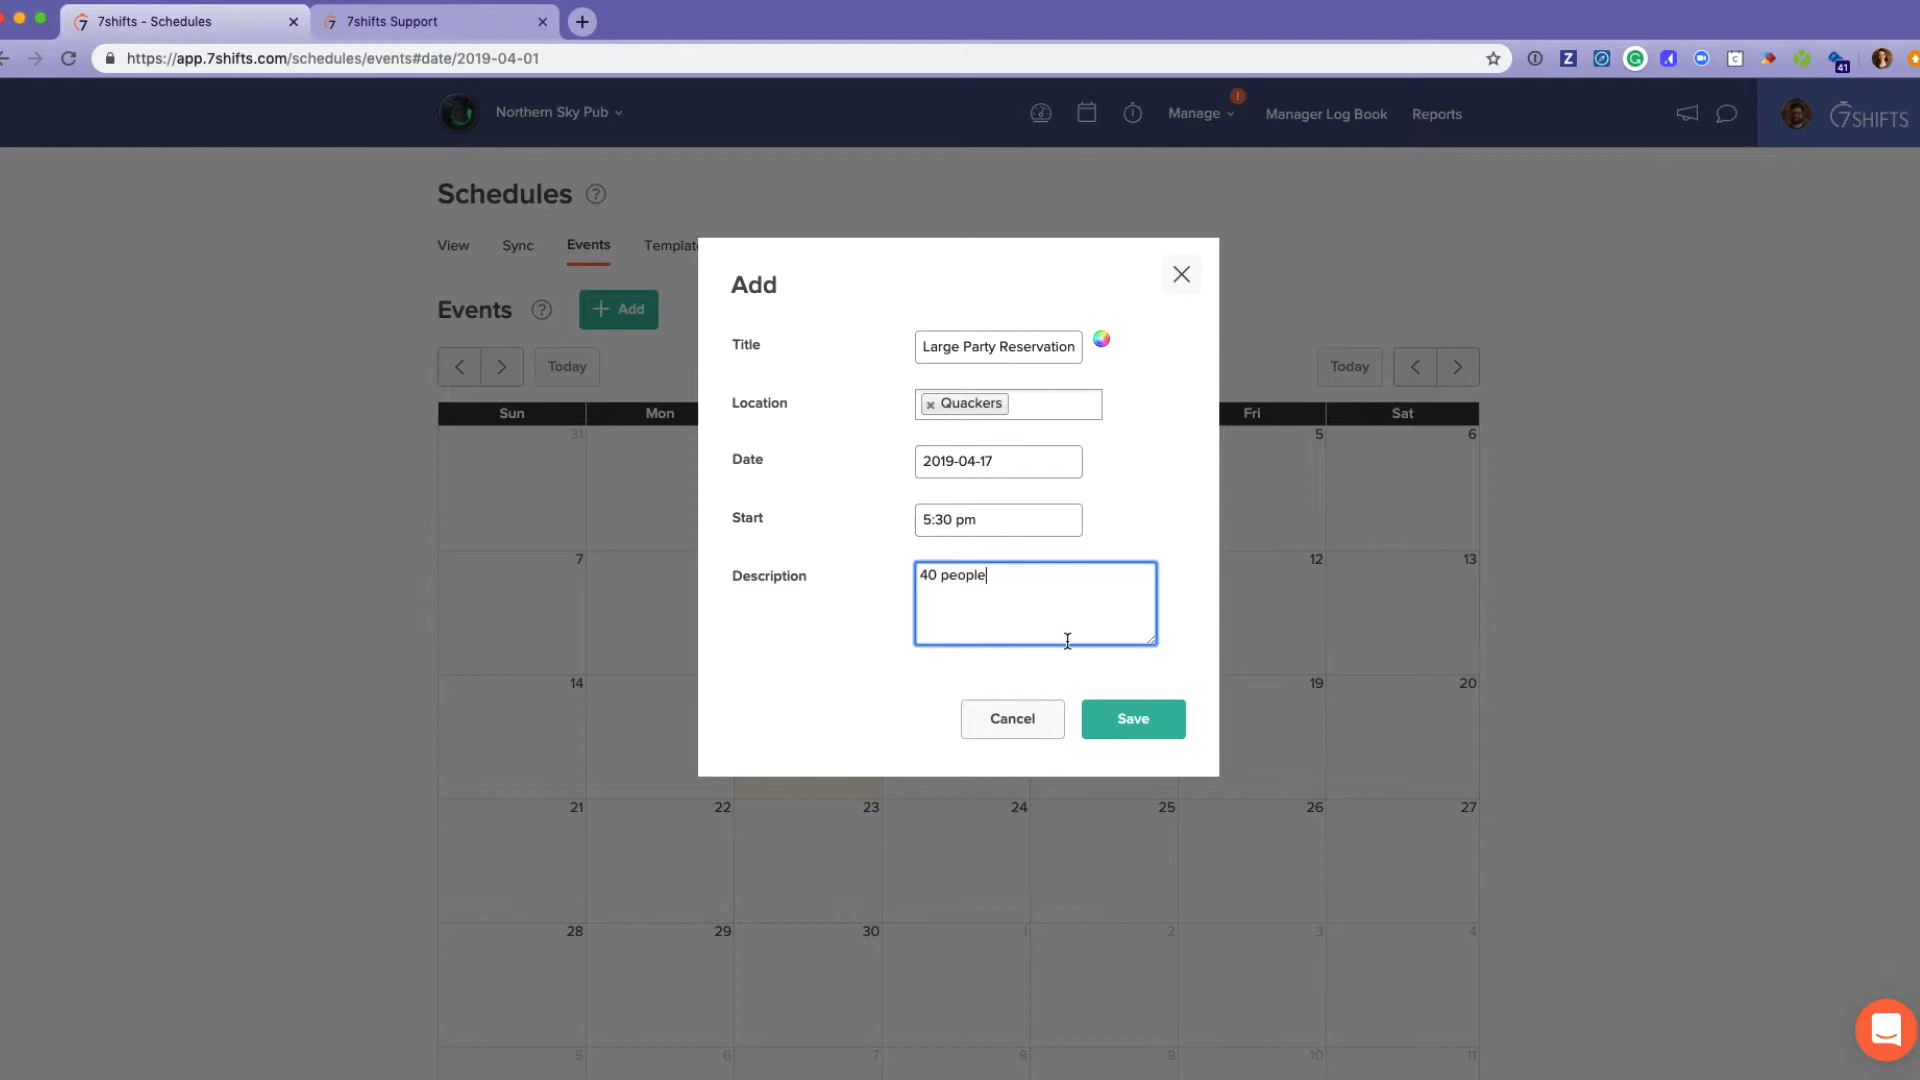 7shifts - Schedules
7shifts Support
https://app.7shifts.com/schedules/events#date/2019-04-01
41
Northern Sky Pub
Manage
!
Manager Log Book
Reports
7SHIFTS
Schedules ?
View
Sync
Events
Templat
Events ?
+ Add
Today
Today
Sun
Mon
Fri
Sat
31
5
6
7
12
13
14
19
20
21
22
23
24
25
26
27
28
29
30
1
2
3
4
5
6
7
8
9
10
11
Add
Title
Large Party Reservation
Location
× Quackers
Date
2019-04-17
Start
5:30 pm
Description
40 people
Cancel
Save